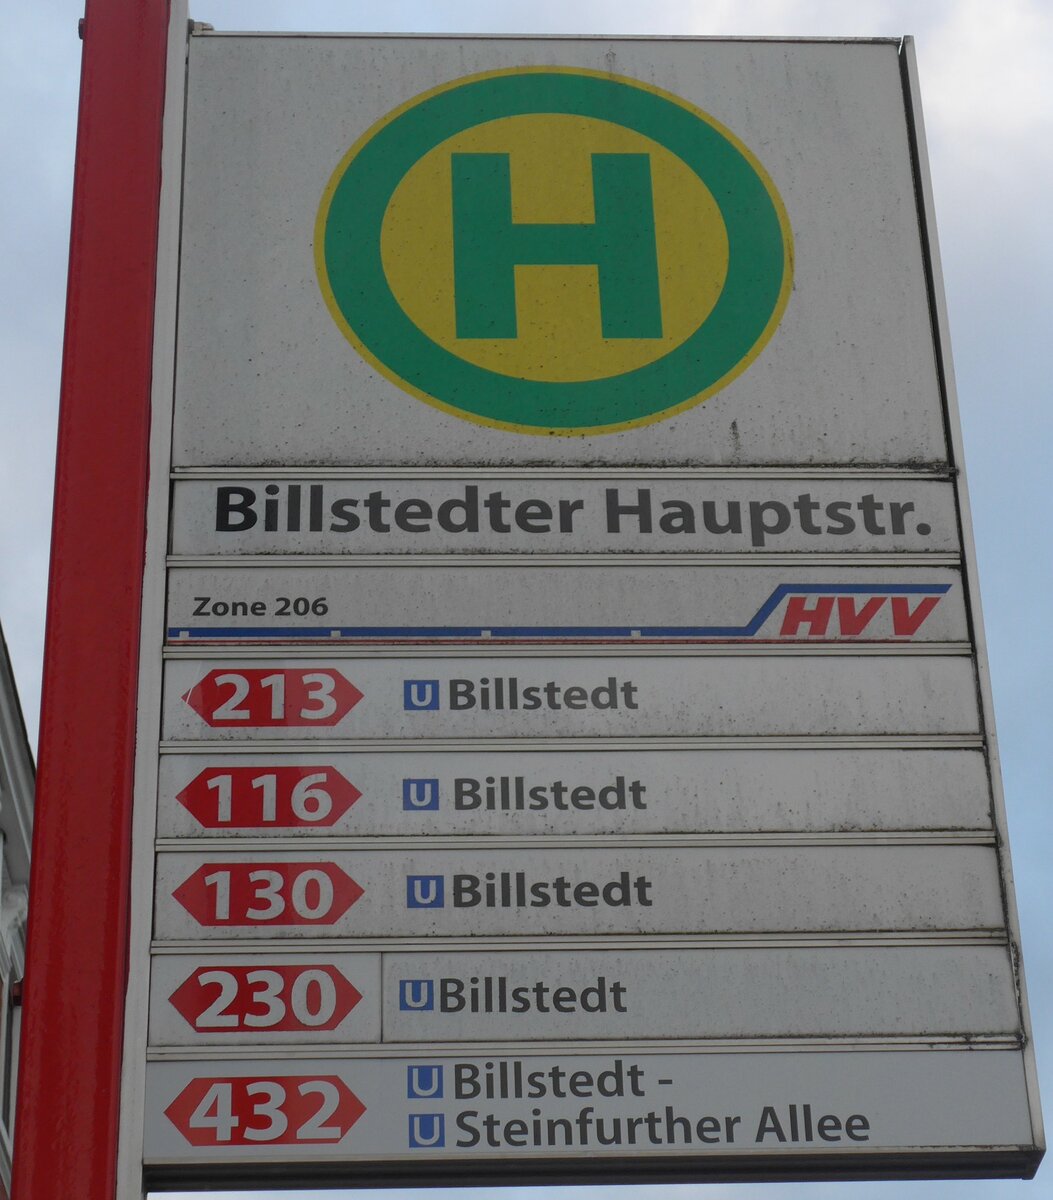 H
Billstedter Hauptstr.
Zone 206 HVV
213 U Billstedt
116 U Billstedt
130 U Billstedt
230 U Billstedt
432 U Billstedt -
U Steinfurther Allee